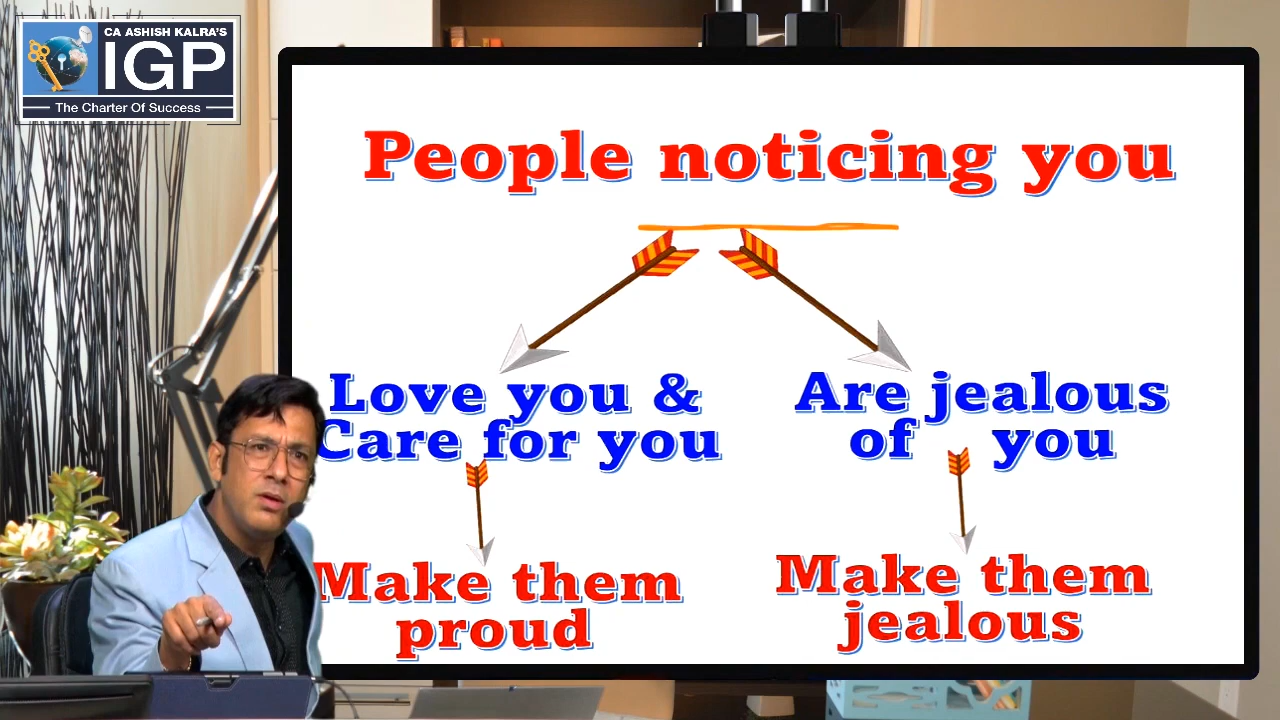 CA ASHISH KALRA'S
IGP
The Charter Of Success
People noticing you
Love you &
Care for you
Are jealous
of you
Make them
proud
Make them
jealous